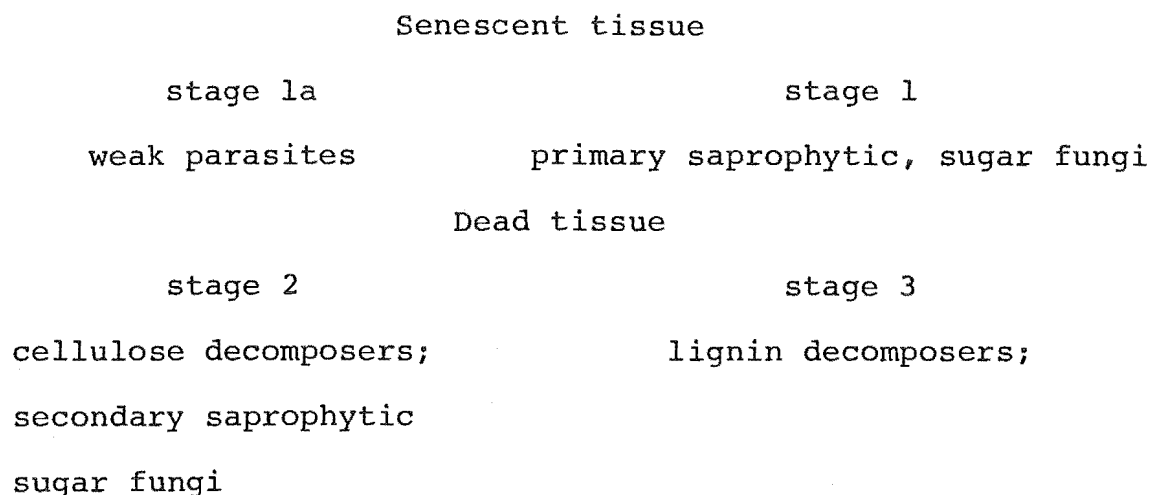 Senescent tissue
stage la stage l
weak parasites primary saprophytic, sugar fungi
Dead tissue
stage 2 stage 3
cellulose decomposers; lignin decomposers;
secondary saprophytic
sugar fungi